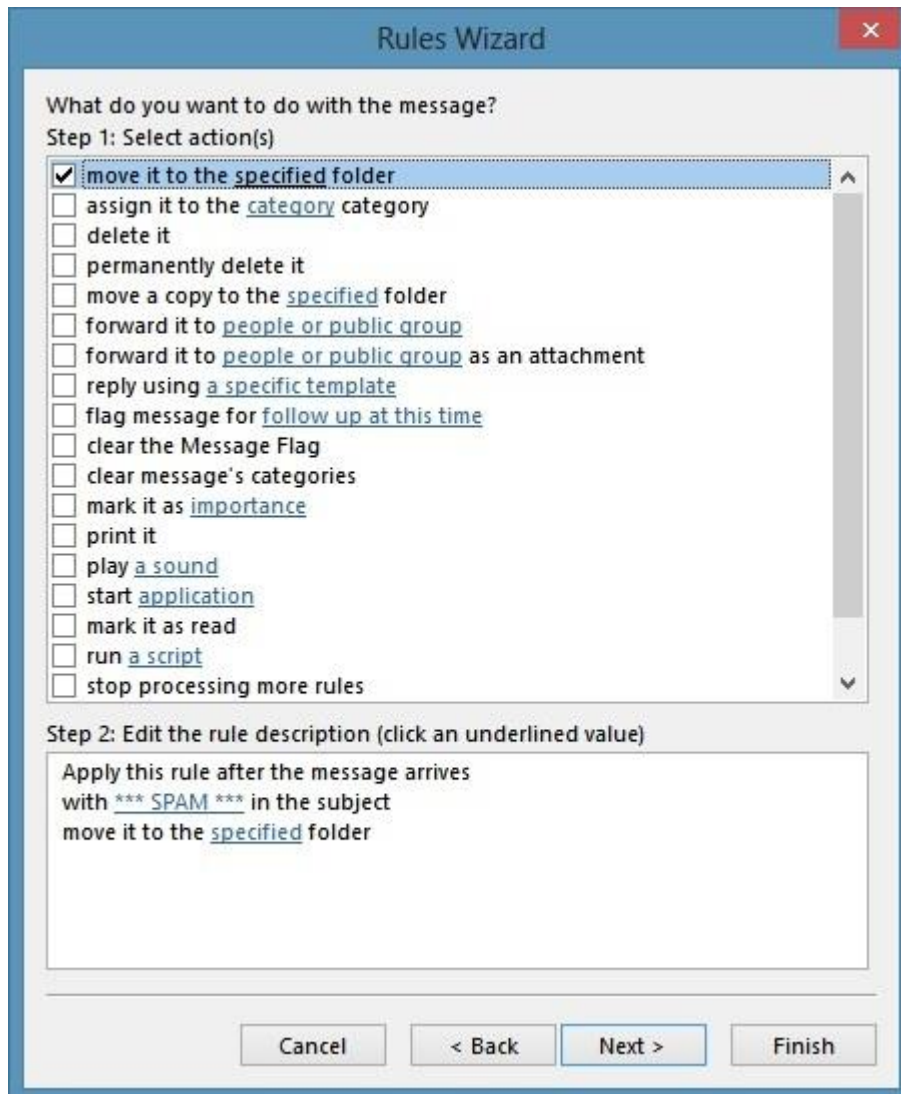 Rules Wizard
What do you want to do with the message?
Step 1: Select action(s)
move it to the specified folder
assign it to the category category
delete it
permanently delete it
move a copy to the specified folder
forward it to people or public group
forward it to people or public group as an attachment
reply using a specific template
flag message for follow up at this time
clear the Message Flag
clear message's categories
mark it as importance
print it
play a sound
start application
mark it as read
run a script
stop processing more rules
Step 2: Edit the rule description (click an underlined value)
Apply this rule after the message arrives
with *** SPAM *** in the subject
move it to the specified folder
Cancel < Back Next > Finish